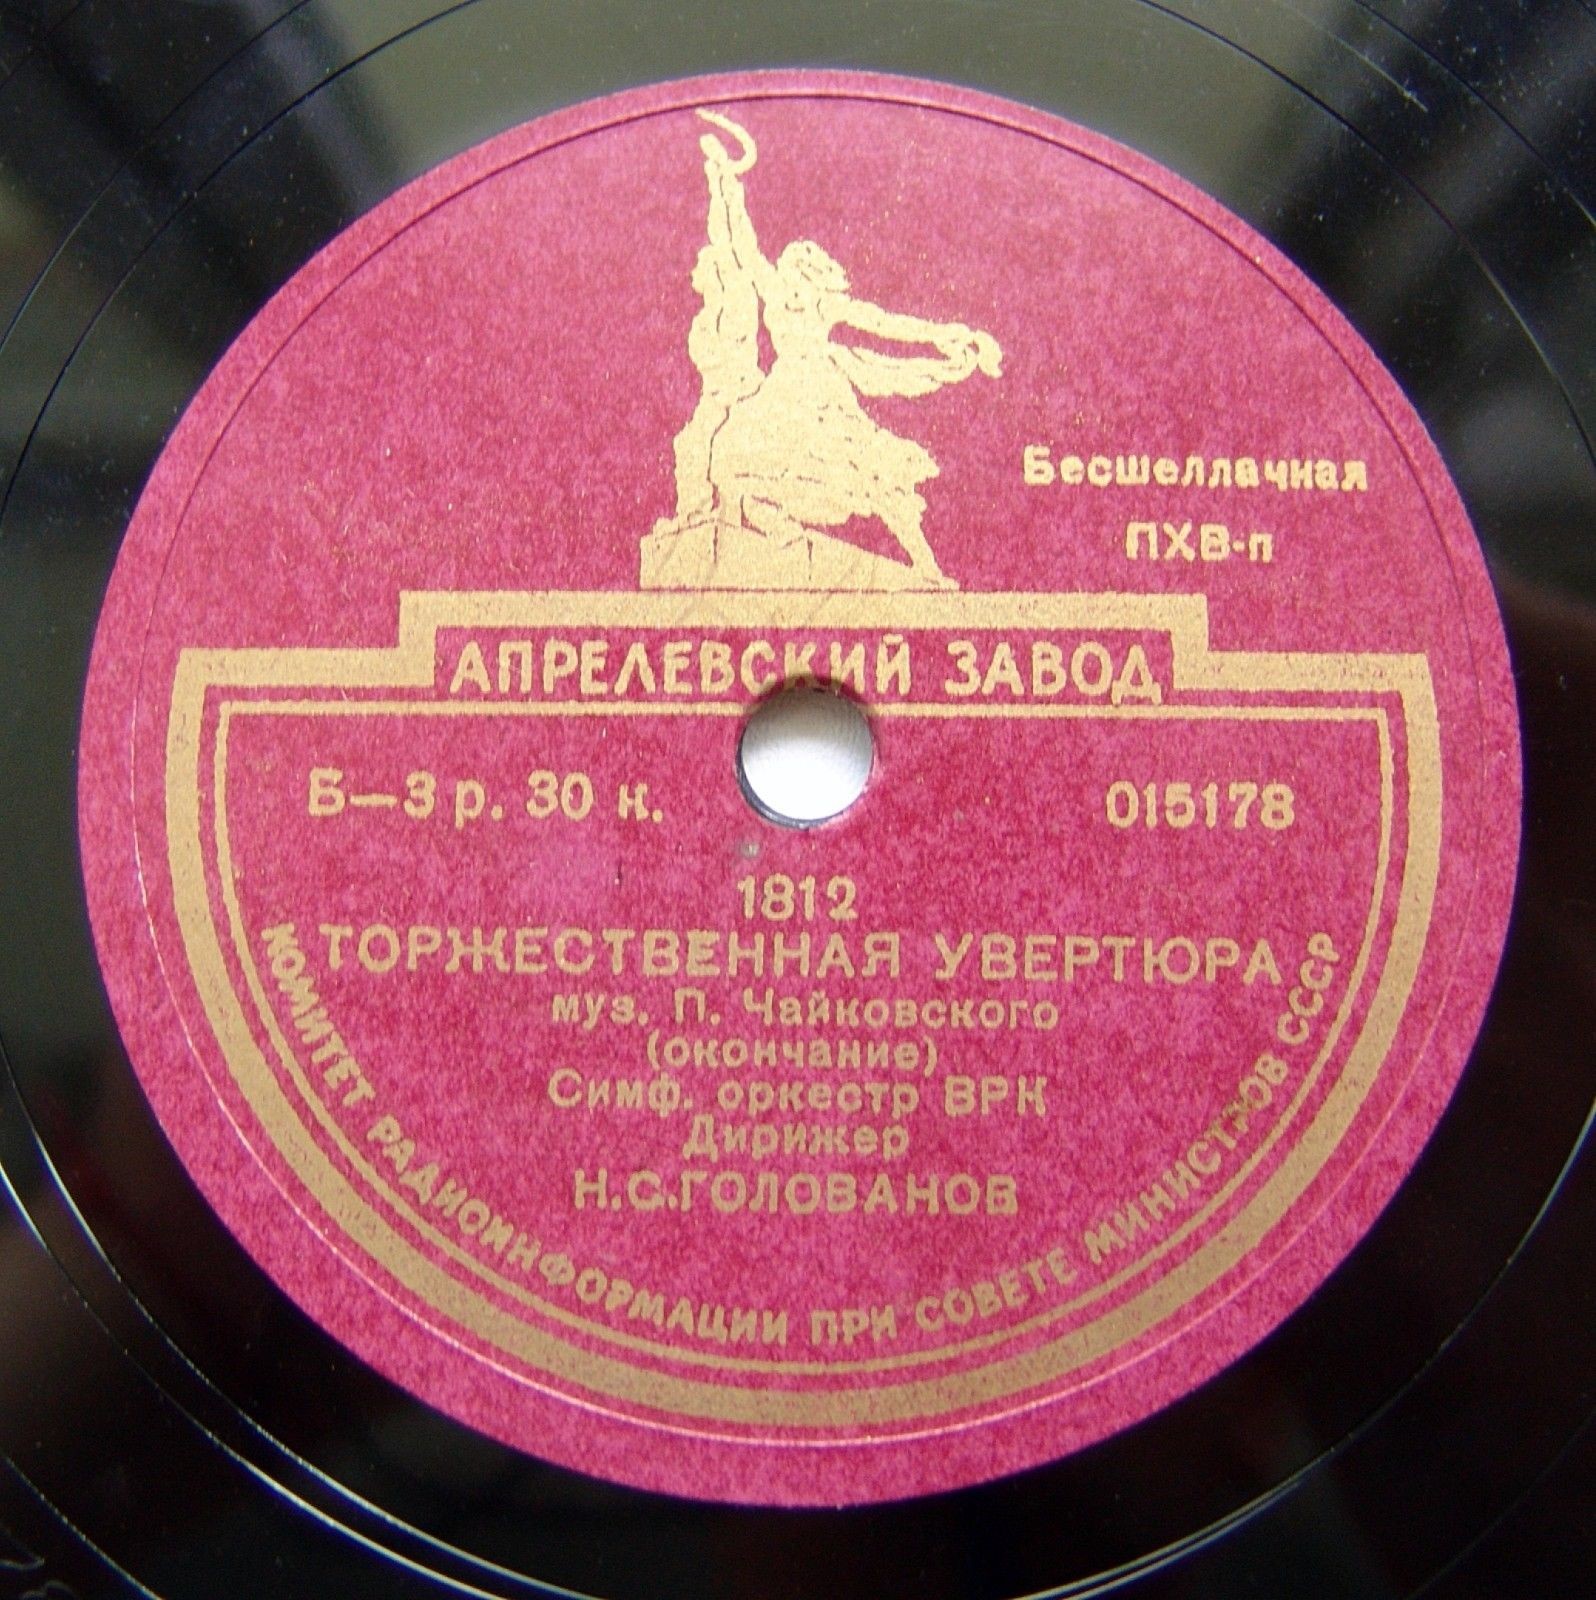 Бесшеллачная
ПХВ-п
АПРЕЛЕВСКИЙ ЗАВОД
Б—3 р. 30 к.
015178
1812
ТОРЖЕСТВЕННАЯ УВЕРТЮРА
муз. П. Чайковского
(окончание)
Симф. оркестр ВРК
Дирижер
Н.С.ГОЛОВАНОВ
КОМИТЕТ РАДИОИНФОРМАЦИИ ПРИ СОВЕТЕ МИНИСТРОВ СССР